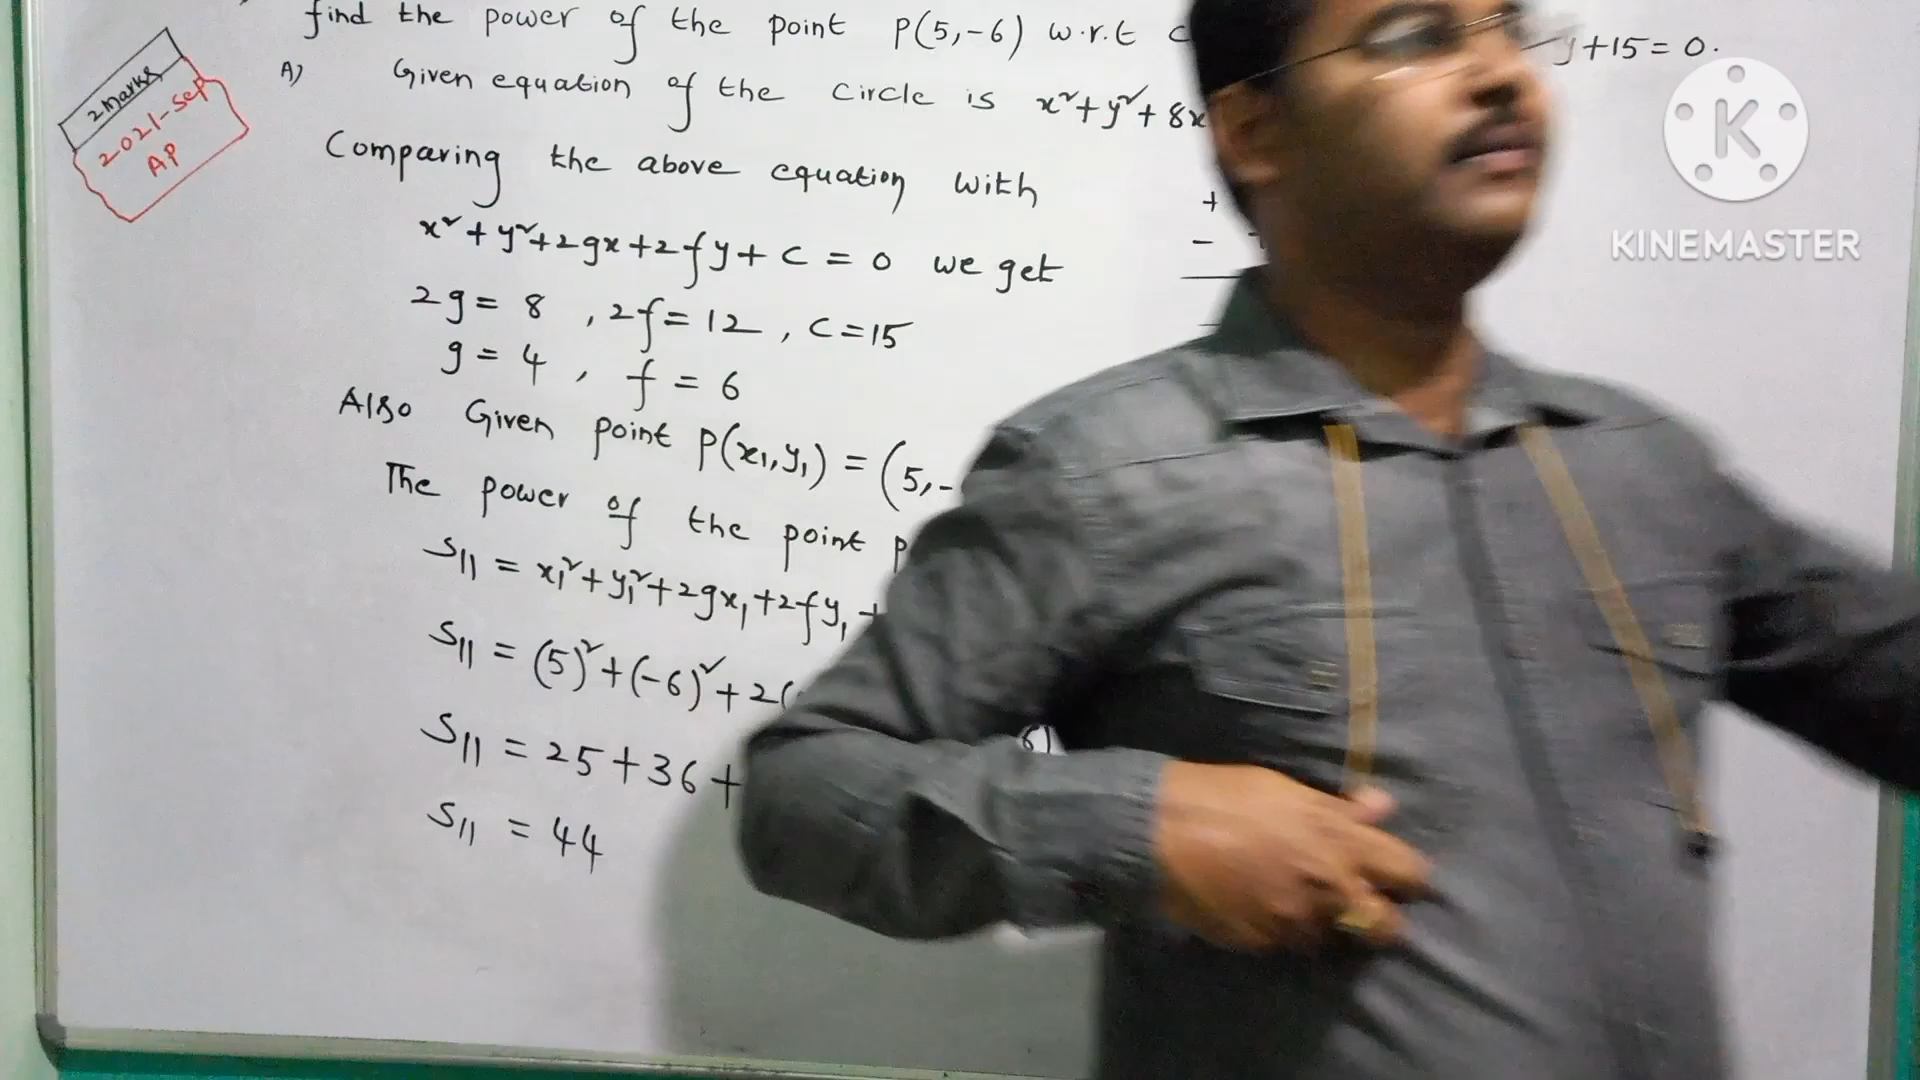 find the power of the point P(5,-6) w.r.t c y+15=0.
A) Given equation of the circle is x²+y²+8x
Comparing the above equation with
x²+y²+2gx+2fy+c=0 we get
2g=8, 2f=12, c=15
g=4, f=6
Also Given point P(x₁,y₁)=(5,-
The power of the point P
S₁₁=x₁²+y₁²+2gx₁+2fy₁+
S₁₁=(5)²+(-6)²+2(
S₁₁=25+36+
S₁₁=44
2 Marks
2021-Sep
AP
+
-
K
KINEMASTER